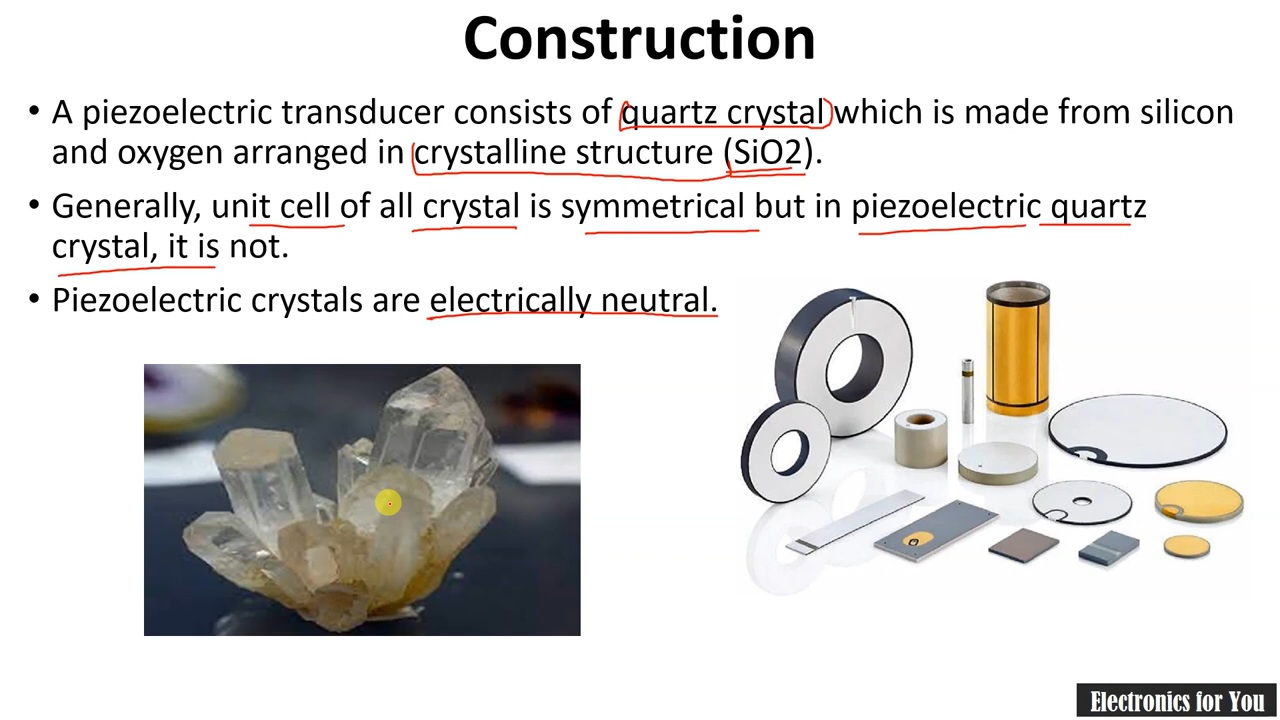 Construction
• A piezoelectric transducer consists of quartz crystal which is made from silicon
and oxygen arranged in crystalline structure (SiO2).
• Generally, unit cell of all crystal is symmetrical but in piezoelectric quartz
crystal, it is not.
• Piezoelectric crystals are electrically neutral.
Electronics for You